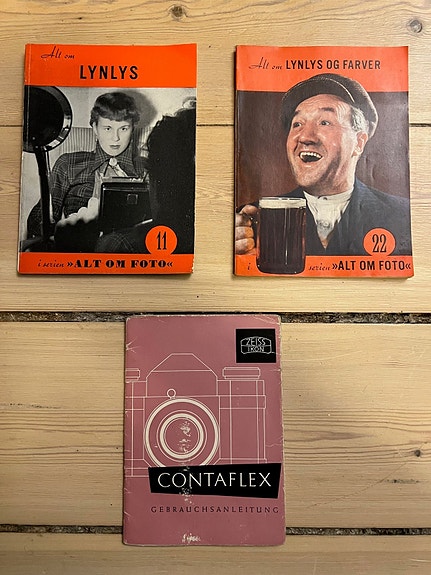 Alt om
LYNLYS
11
i serien »ALT OM FOTO«
Alt om LYNLYS OG FARVER
22
i serien »ALT OM FOTO«
ZEISS
IKON
CONTAFLEX
GEBRAUCHSANLEITUNG